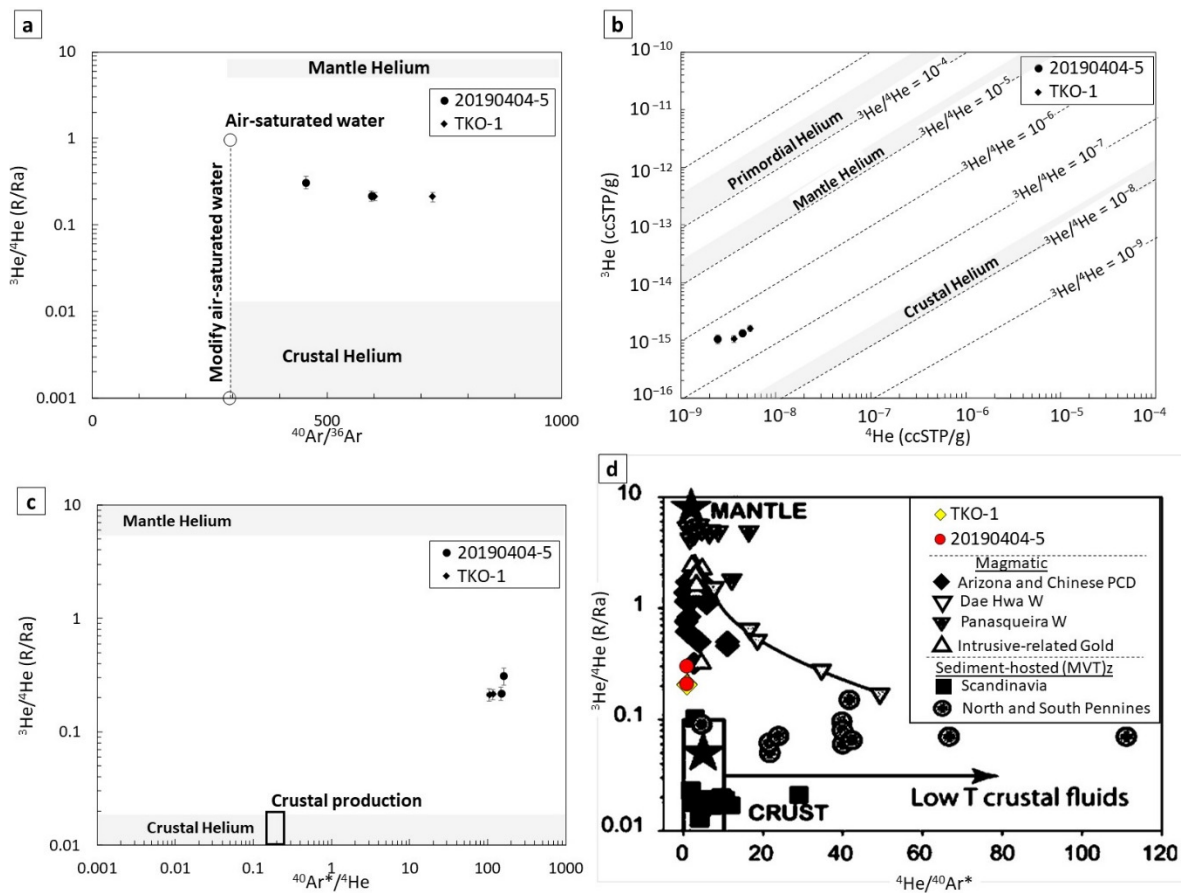 a
10
1
0.1
0.01
0.001
³He/⁴He (R/Ra)
Mantle Helium
20190404-5
TKO-1
Air-saturated water
Modify air-saturated water
Crustal Helium
0
500
1000
⁴⁰Ar/³⁶Ar
b
10⁻¹⁰
10⁻¹¹
10⁻¹²
10⁻¹³
10⁻¹⁴
10⁻¹⁵
10⁻¹⁶
³He (ccSTP/g)
20190404-5
TKO-1
Primordial Helium
³He/⁴He = 10⁻⁴
Mantle Helium
³He/⁴He = 10⁻⁵
³He/⁴He = 10⁻⁶
³He/⁴He = 10⁻⁷
Crustal Helium
³He/⁴He = 10⁻⁸
³He/⁴He = 10⁻⁹
10⁻⁹
10⁻⁸
10⁻⁷
10⁻⁶
10⁻⁵
10⁻⁴
⁴He (ccSTP/g)
c
10
1
0.1
0.01
³He/⁴He (R/Ra)
Mantle Helium
20190404-5
TKO-1
Crustal production
Crustal Helium
0.001
0.01
0.1
1
10
100
1000
⁴⁰Ar*/⁴He
d
10
1
0.1
0.01
³He/⁴He (R/Ra)
MANTLE
TKO-1
20190404-5
Magmatic
Arizona and Chinese PCD
Dae Hwa W
Panasqueira W
Intrusive-related Gold
Sediment-hosted (MVT)z
Scandinavia
North and South Pennines
Low T crustal fluids
CRUST
0
20
40
60
80
100
120
⁴He/⁴⁰Ar*